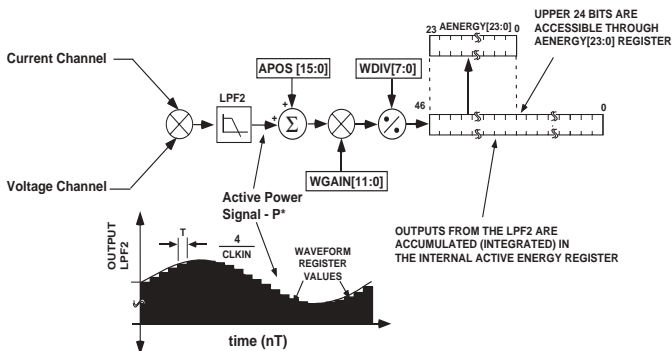 UPPER 24 BITS ARE
ACCESSIBLE THROUGH
AENERGY[23:0] REGISTER
23 AENERGY[23:0] 0
Current Channel
APOS [15:0]
WDIV[7:0]
LPF2
46 0
+
+
Σ
Voltage Channel
WGAIN[11:0]
Active Power
Signal - P*
OUTPUTS FROM THE LPF2 ARE
ACCUMULATED (INTEGRATED) IN
THE INTERNAL ACTIVE ENERGY REGISTER
OUTPUT
LPF2
T
4
CLKIN
WAVEFORM
REGISTER
VALUES
time (nT)